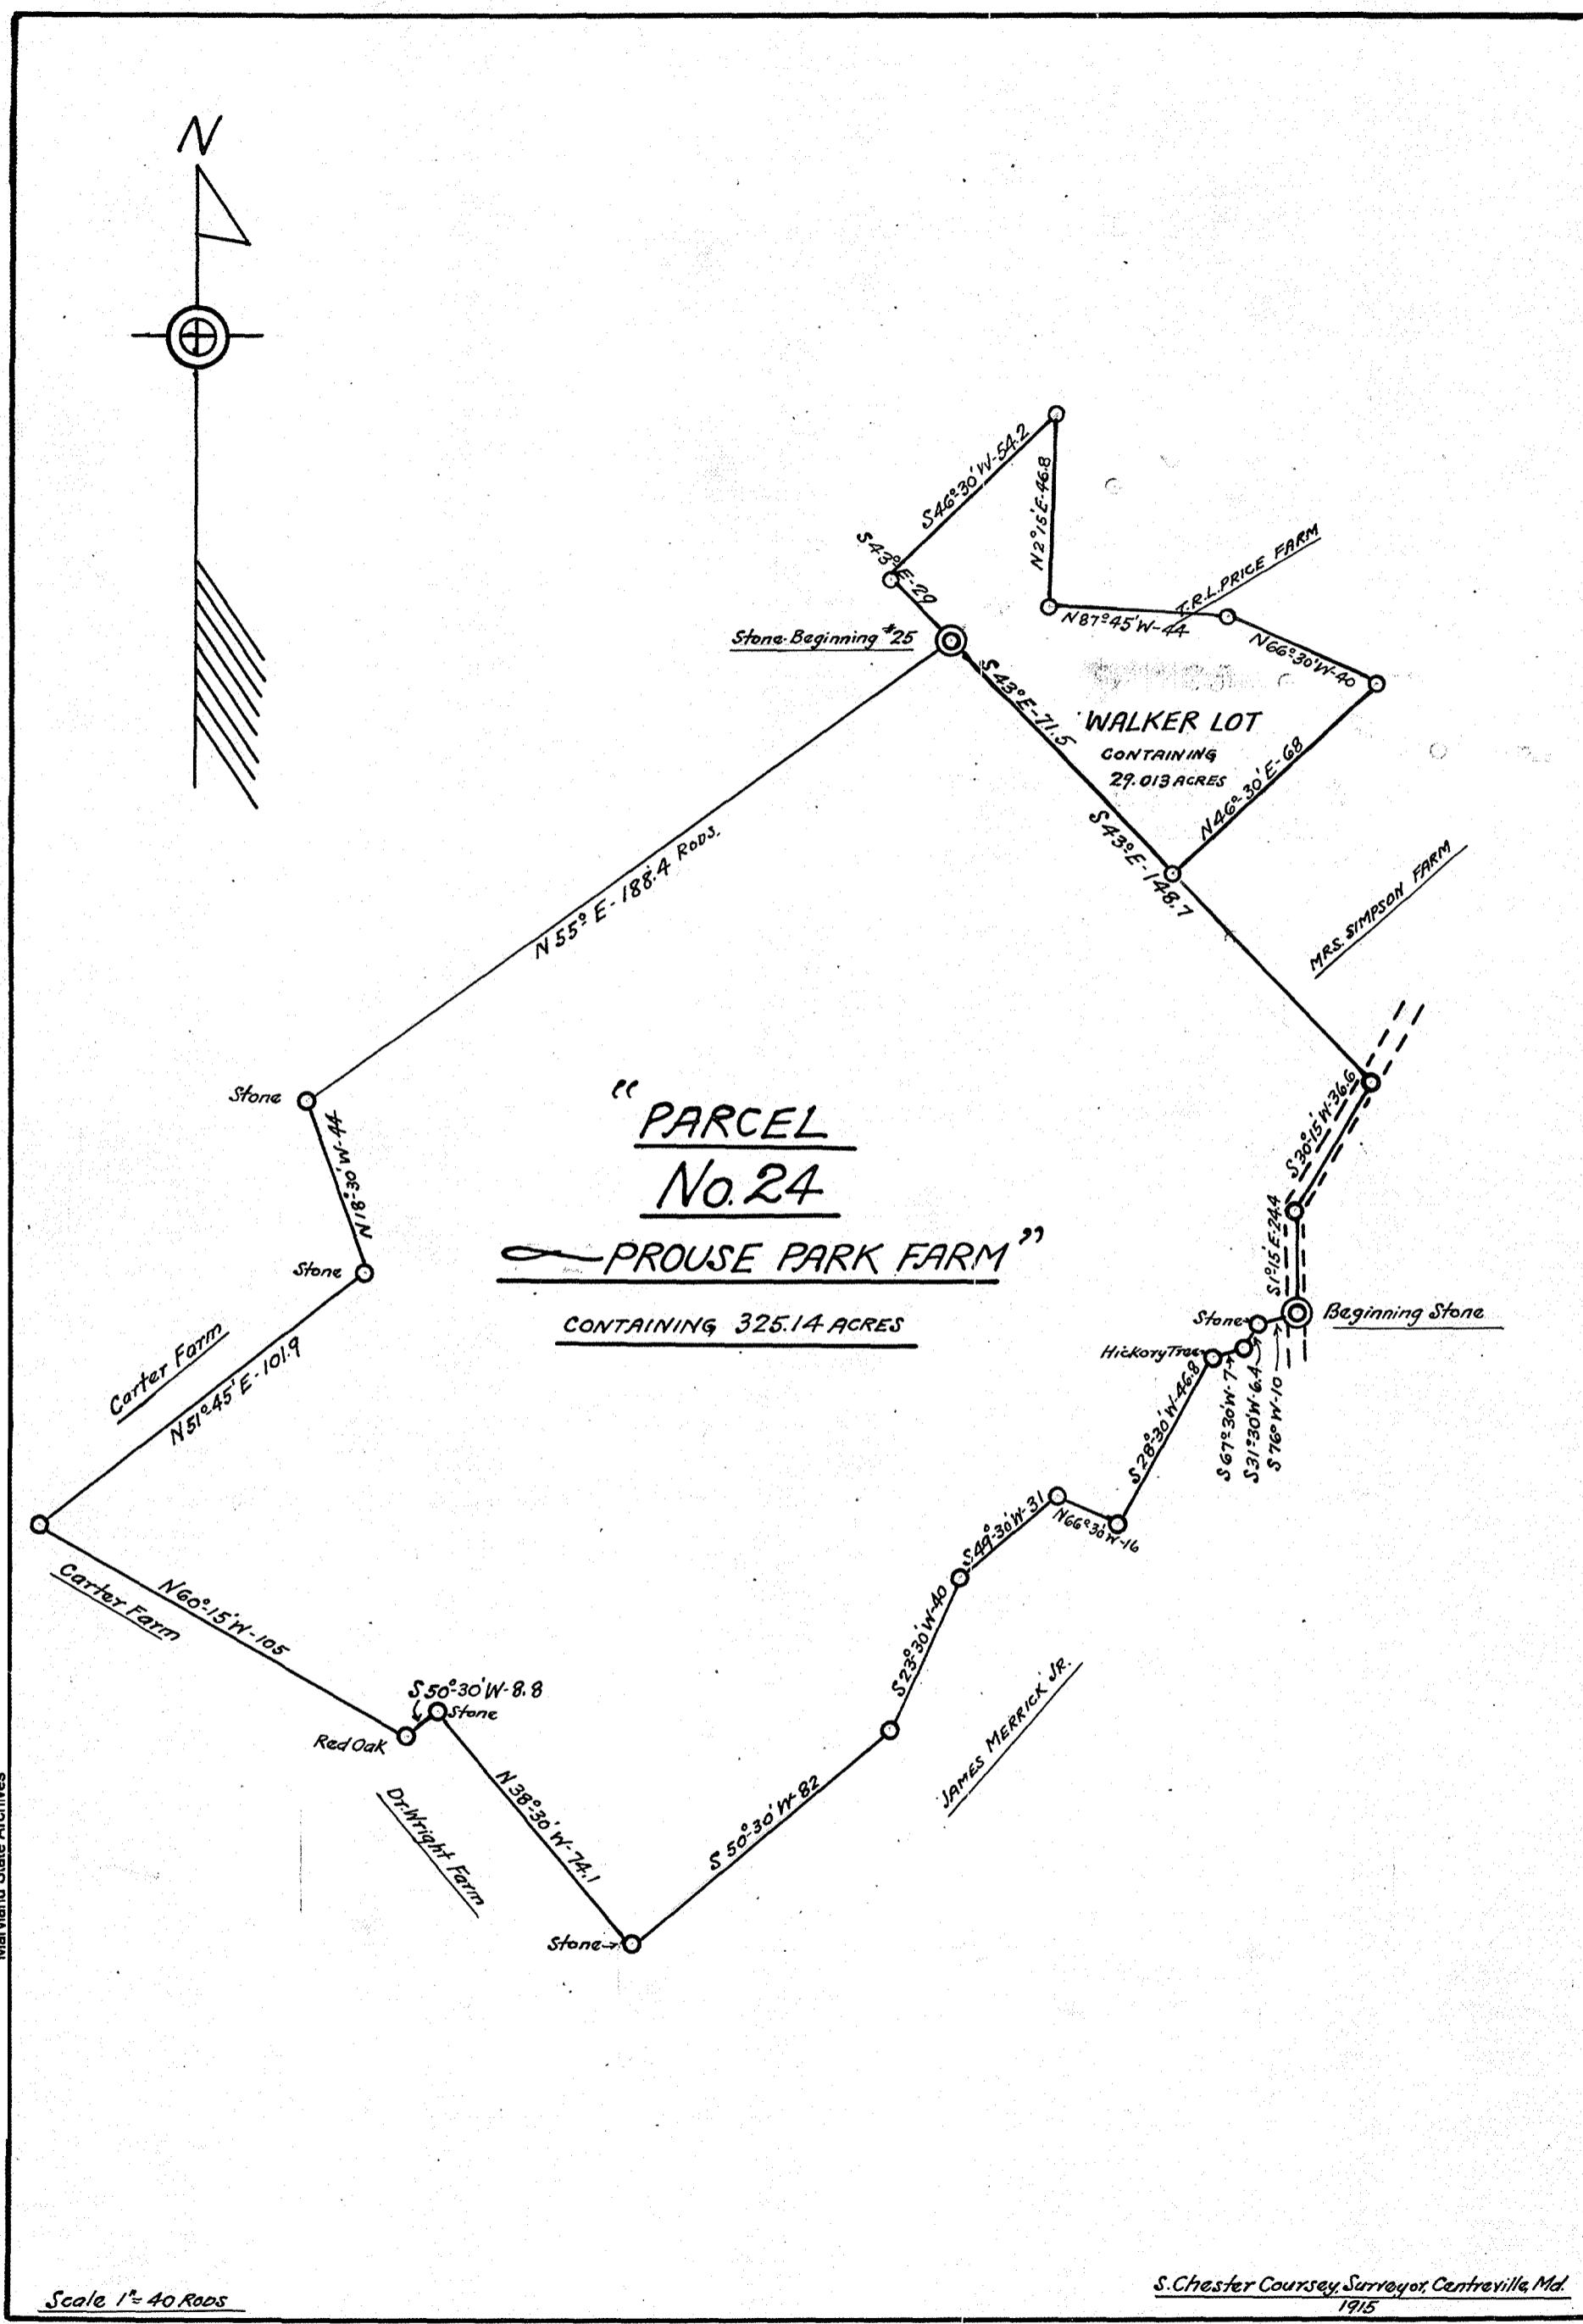 N
S46°-30'W-54.2
N2°15'E-46.8
S43°E-29
T.R.L. PRICE FARM
N87°45'W-44
N66°30'W-40
Stone-Beginning #25
S43°E-71.5
WALKER LOT
CONTAINING
29.013 ACRES
N46°-30'E-68
S43°E-148.7
N55° E-188.4 RODS.
MRS. SIMPSON FARM
Stone
N18°-30'W-44
Stone
"PARCEL
No. 24
PROUSE PARK FARM"
CONTAINING 325.14 ACRES
S30°-15'W-36.6
S1°15'E-24.4
Beginning Stone
Stone
Hickory Tree
S76°W-10
S31°30'W-6.4
S67°30'W-7
S28°-30'W-46.8
N66°30'W-16
S49°-30'W-31
S23°-30'W-40
Carter Farm
N51°-45'E-101.9
Carter Farm
N60°-15'W-105
S50°-30'W-8.8
Stone
Red Oak
JAMES MERRICK JR.
Dr. Wright Farm
N38°-30'W-74.1
S50°-30'W-82
Stone
Maryland State Archives
Scale 1"=40 RODS
S. Chester Coursey, Surveyor, Centreville, Md.
1915